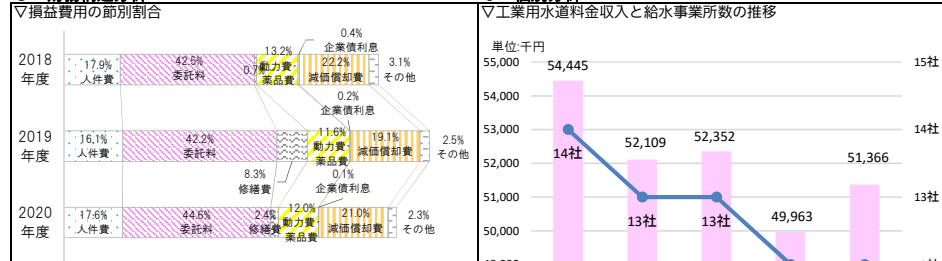 ▽損益費用の節別割合
2018
年度
17.9%
人件費
42.6%
委託料
0.7%
13.2%
動力費・
薬品費
0.4%
企業債利息
22.2%
減価償却費
3.1%
その他
2019
年度
16.1%
人件費
42.2%
委託料
8.3%
修繕費
11.6%
動力費・
薬品費
0.2%
企業債利息
19.1%
減価償却費
2.5%
その他
2020
年度
17.6%
人件費
44.6%
委託料
2.4%
修繕費
12.0%
動力費・
薬品費
0.1%
企業債利息
21.0%
減価償却費
2.3%
その他
▽工業用水道料金収入と給水事業所数の推移
単位:千円
55,000
54,000
53,000
52,000
51,000
50,000
54,445
52,109
52,352
49,963
51,366
14社
13社
13社
15社
14社
14社
13社